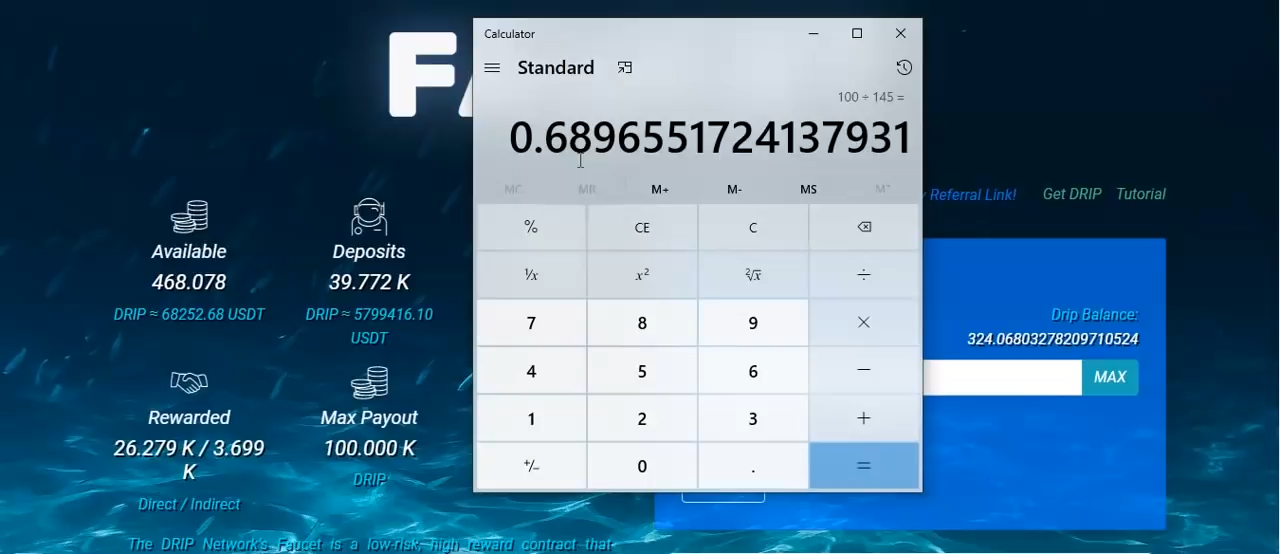 Calculator
Standard
100 ÷ 145 =
0.6896551724137931
MC MR M+ M- MS
% CE C
¹/x x² ²√x ÷
7 8 9 ×
4 5 6 −
1 2 3 +
+/− 0 . =
FA
Referral Link! Get DRIP Tutorial
Available
468.078
DRIP ≈ 68252.68 USDT
Deposits
39.772 K
DRIP ≈ 5799416.10
USDT
Rewarded
26.279 K / 3.699
K
Direct / Indirect
Max Payout
100.000 K
DRIP
Drip Balance:
324.06803278209710524
MAX
The DRIP Network's Faucet is a low-risk, high reward contract that